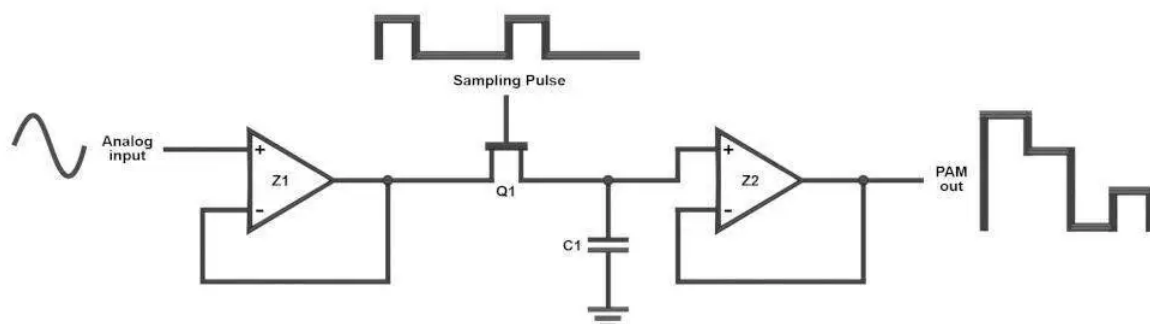 Sampling Pulse
Analog
input
+
-
Z1
Q1
C1
+
-
Z2
PAM
out